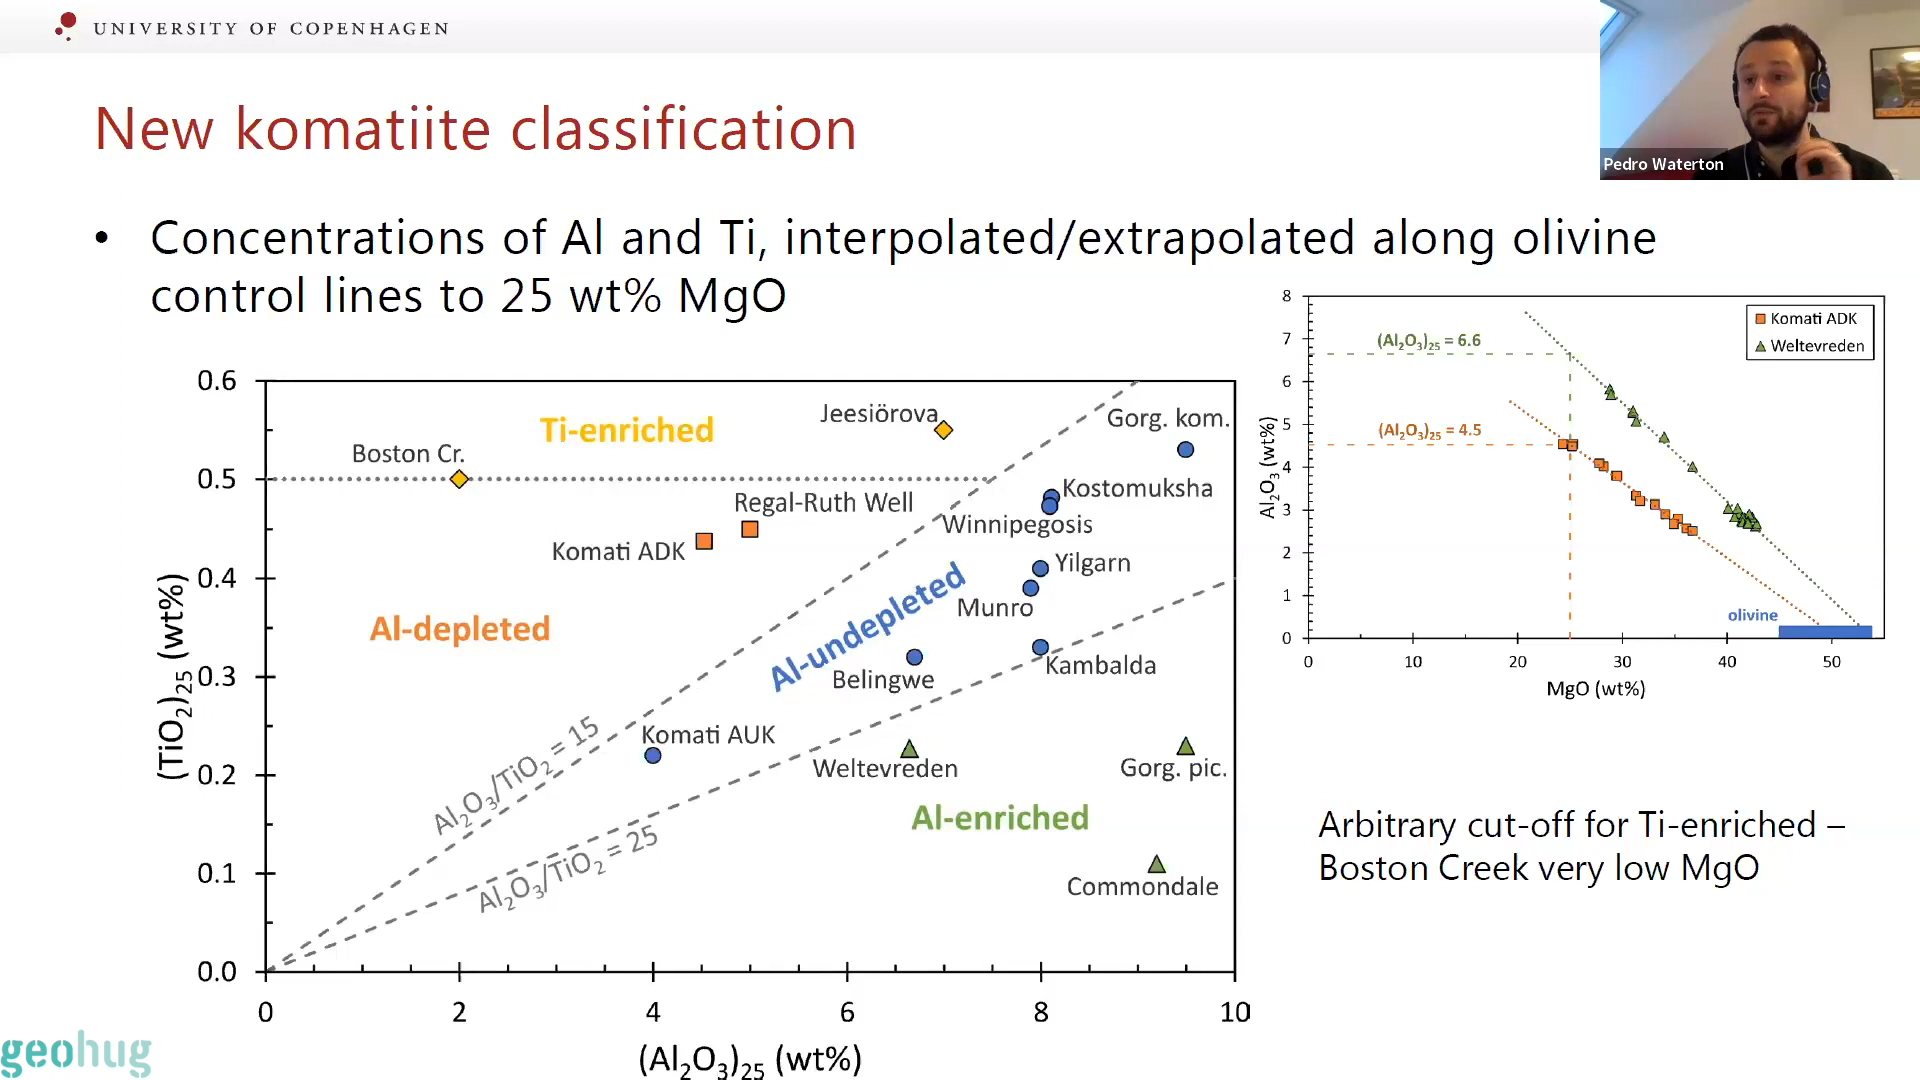 UNIVERSITY OF COPENHAGEN
Pedro Waterton
New komatiite classification
• Concentrations of Al and Ti, interpolated/extrapolated along olivine
control lines to 25 wt% MgO
(TiO₂)₂₅ (wt%)
0.6
0.5
0.4
0.3
0.2
0.1
0.0
0
2
4
6
8
10
(Al₂O₃)₂₅ (wt%)
Ti-enriched
Jeesiörova
Gorg. kom.
Boston Cr.
Kostomuksha
Regal-Ruth Well
Winnipegosis
Komati ADK
Yilgarn
Munro
Al-depleted
Al-undepleted
Kambalda
Belingwe
Komati AUK
Weltevreden
Gorg. pic.
Al-enriched
Commondale
Al₂O₃/TiO₂ = 15
Al₂O₃/TiO₂ = 25
Al₂O₃ (wt%)
8
7
6
5
4
3
2
1
0
0
10
20
30
40
50
MgO (wt%)
Komati ADK
Weltevreden
(Al₂O₃)₂₅ = 6.6
(Al₂O₃)₂₅ = 4.5
olivine
Arbitrary cut-off for Ti-enriched –
Boston Creek very low MgO
geohug